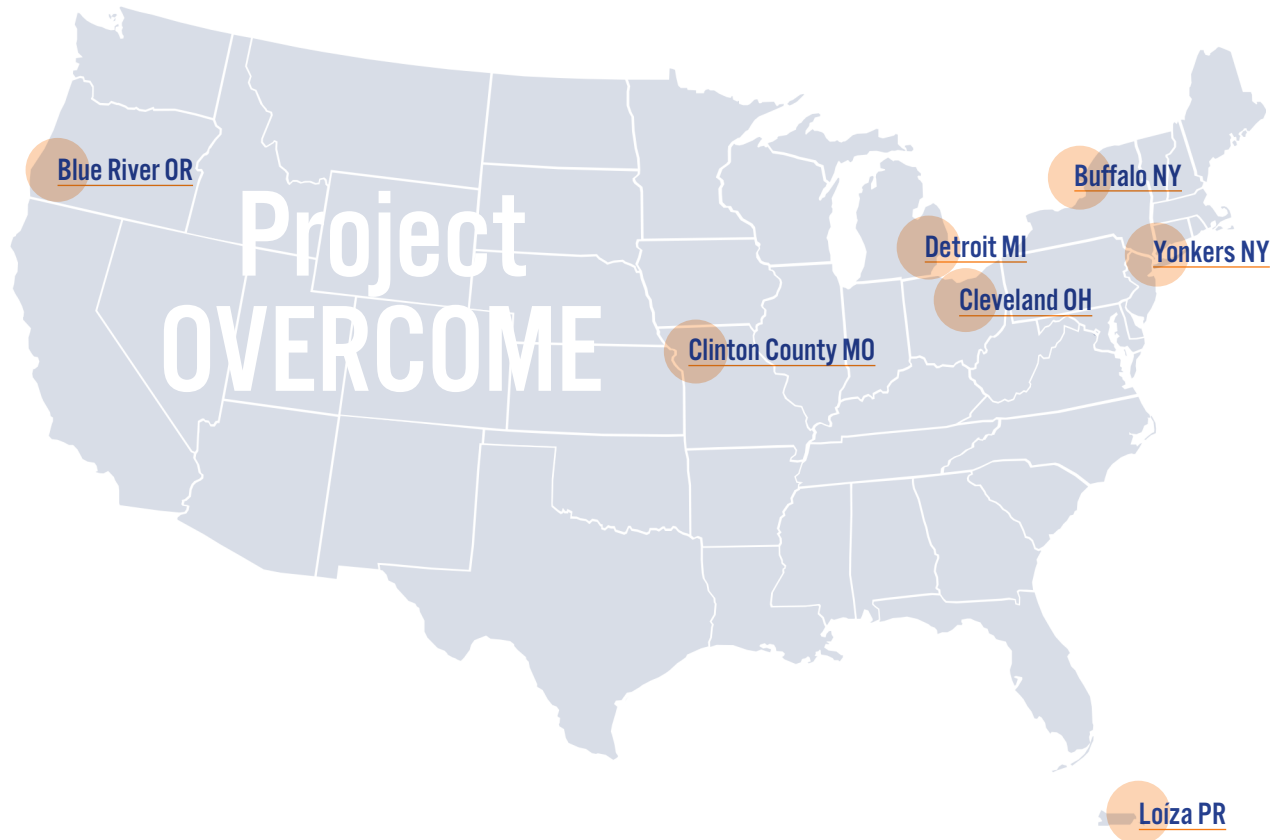 Blue River OR
Buffalo NY
Project
OVERCOME
Detroit MI
Yonkers NY
Cleveland OH
Clinton County MO
Loíza PR